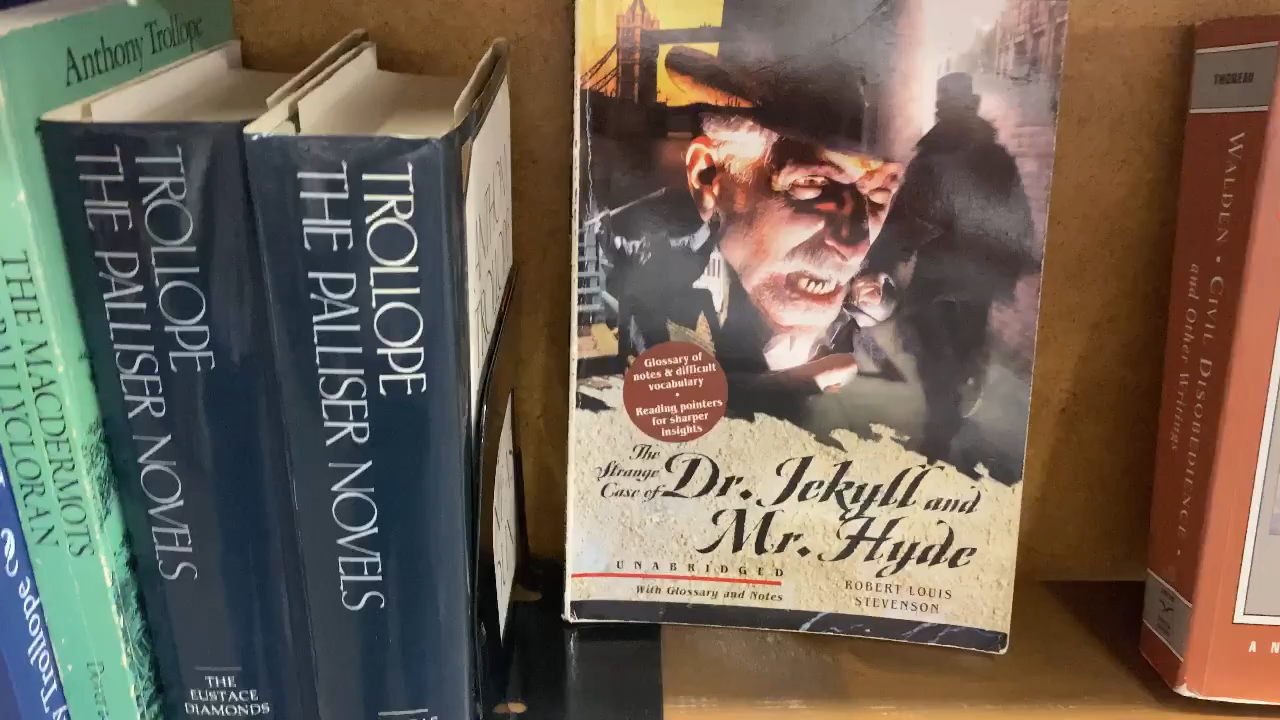 Anthony Trollope
THE MACDERMOTS
BALLYCLORAN
Trollope
TROLLOPE
THE PALLISER NOVELS
THE
EUSTACE
DIAMONDS
TROLLOPE
THE PALLISER NOVELS
Glossary of
notes & difficult
vocabulary
•
Reading pointers
for sharper
insights
The
Strange
Case of
Dr. Jekyll and
Mr. Hyde
UNABRIDGED
With Glossary and Notes
ROBERT LOUIS
STEVENSON
THOREAU
WALDEN • CIVIL DISOBEDIENCE •
and Other Writings